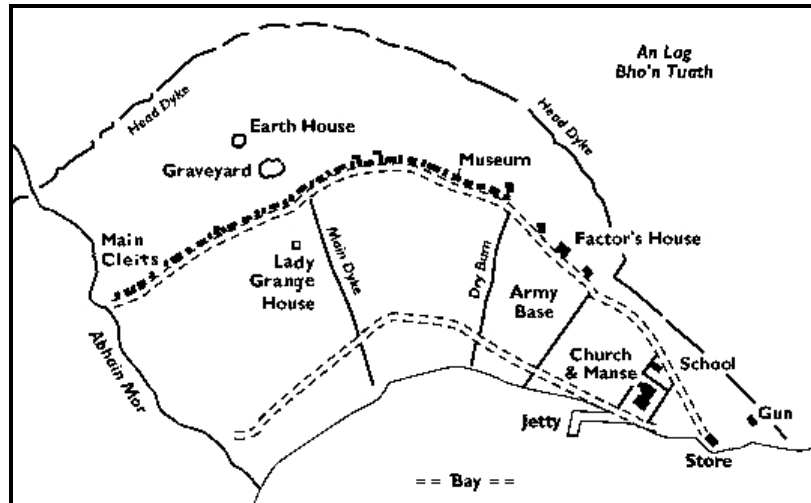 An Lag
Bho'n Tuath
Head Dyke
Head Dyke
Earth House
Graveyard
Museum
Main
Cleits
Factor's House
Lady
Grange
House
Main Dyke
Dry Burn
Army
Base
Abhain Mor
Church
& Manse
School
Jetty
Gun
Store
== Bay ==